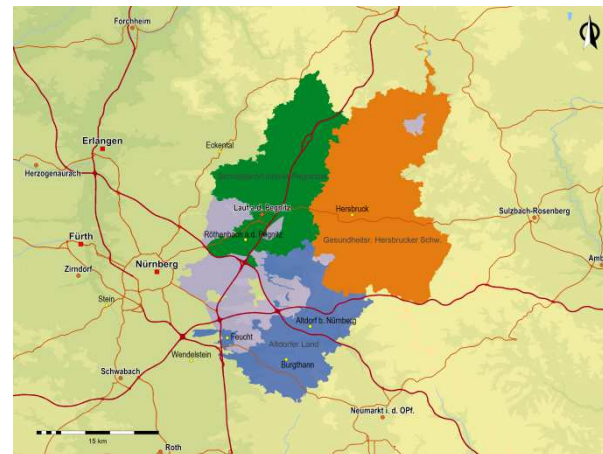 Forchheim
Erlangen
Eckental
Herzogenaurach
Lauf a.d. Pegnitz
Hersbruck
Sulzbach-Rosenberg
Fürth
Röthenbach a.d. Pegnitz
Gesundheitsr. Hersbrucker Schw.
Zirndorf
Nürnberg
Amb
Stein
Altdorf b. Nürnberg
Feucht
Altdorfer Land
Wendelstein
Burgthann
Schwabach
Neumarkt i. d. OPf.
15 km
Roth